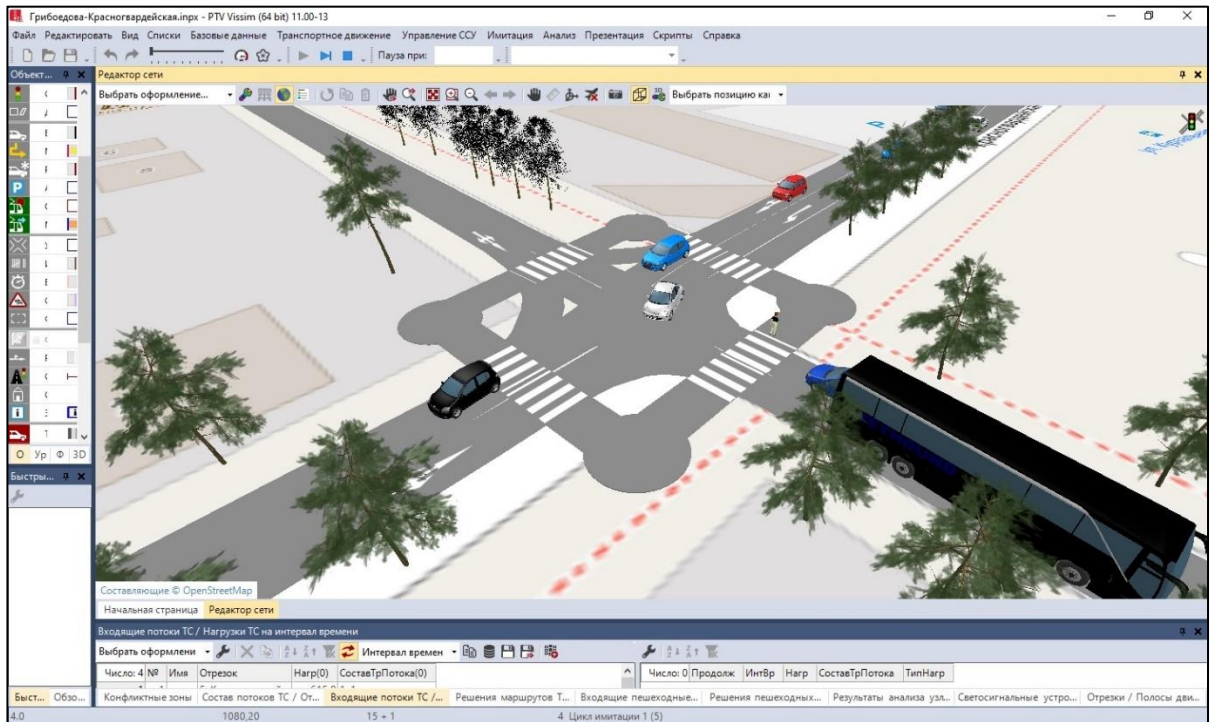 Грибоедова-Красногвардейская.inpx - PTV Vissim (64 bit) 11.00-13
Файл Редактировать Вид Списки Базовые данные Транспортное движение Управление ССУ Имитация Анализ Презентация Скрипты Справка
Пауза при:
Объект... Редактор сети
Выбрать оформление... Выбрать позицию кан
О Ур Ф 3D
Быстры...
Составляющие © OpenStreetMap
Начальная страница Редактор сети
Входящие потоки ТС / Нагрузки ТС на интервал времени
Выбрать оформлени Интервал времен
Число: 4 № Имя Отрезок Нагр(0) СоставТрПотока(0) Число: 0 Продолж ИнтВр Нагр СоставТрПотока ТипНагр
Быст... Обзо... Конфликтные зоны Состав потоков ТС / От... Входящие потоки ТС /... Решения маршрутов Т... Входящие пешеходные... Решения пешеходных... Результаты анализа узл... Светосигнальные устро... Отрезки / Полосы дви...
4.0 1080,20 15 + 1 4 Цикл имитации 1 (5)